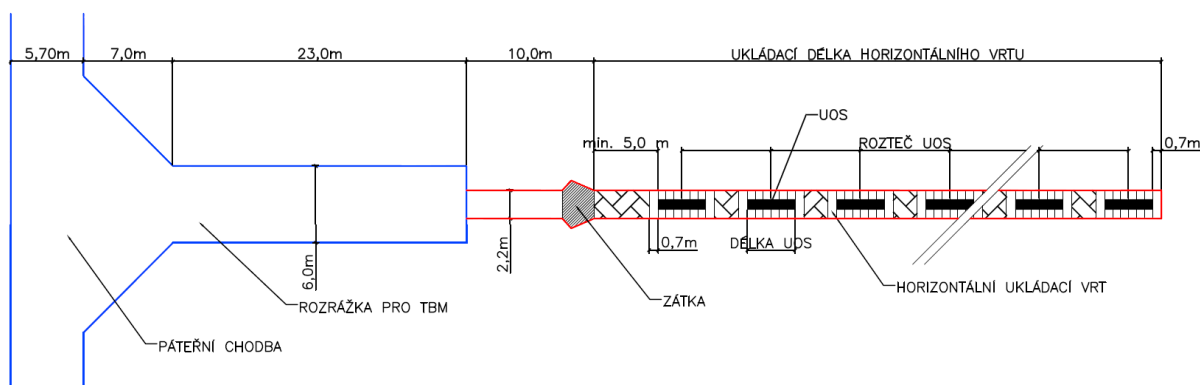 5,70m
7,0m
23,0m
10,0m
UKLÁDACÍ DÉLKA HORIZONTÁLNÍHO VRTU
UOS
min. 5,0 m
ROZTEČ UOS
0,7m
6,0m
2,2m
0,7m
DÉLKA UOS
ZÁTKA
HORIZONTÁLNÍ UKLÁDACÍ VRT
ROZRÁŽKA PRO TBM
PÁTEŘNÍ CHODBA